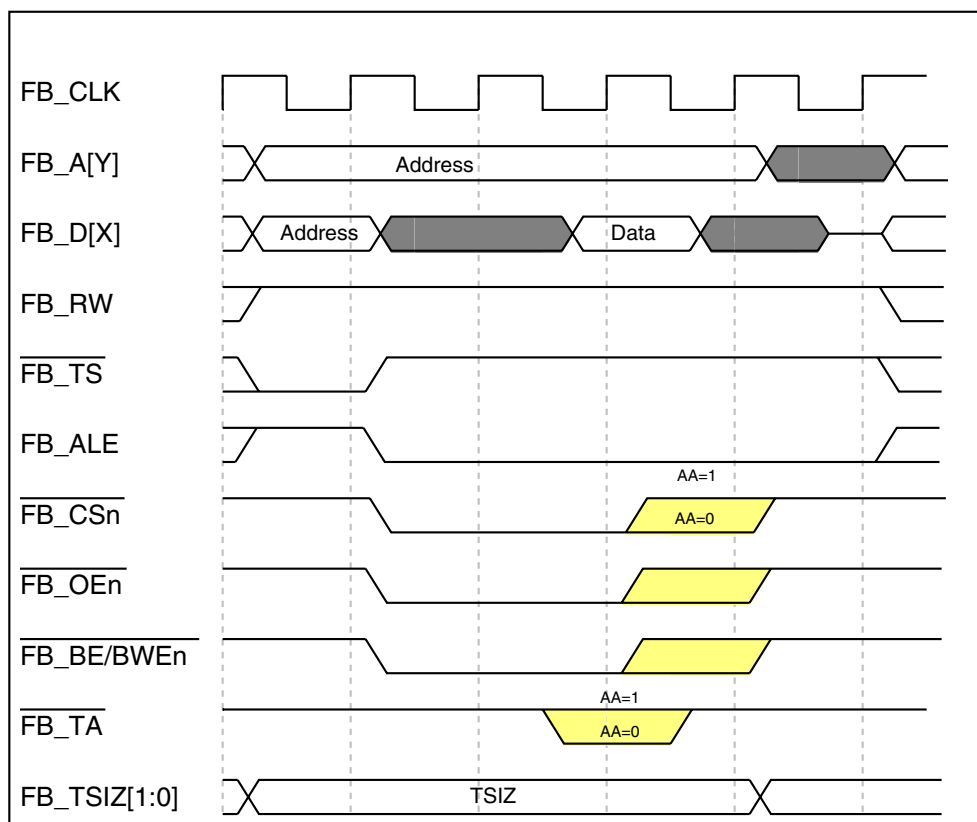 FB_CLK
FB_A[Y]
Address
FB_D[X]
Address
Data
FB_RW
FB_TS
FB_ALE
AA=1
FB_CSn
AA=0
FB_OEn
FB_BE/BWEn
AA=1
FB_TA
AA=0
FB_TSIZ[1:0]
TSIZ